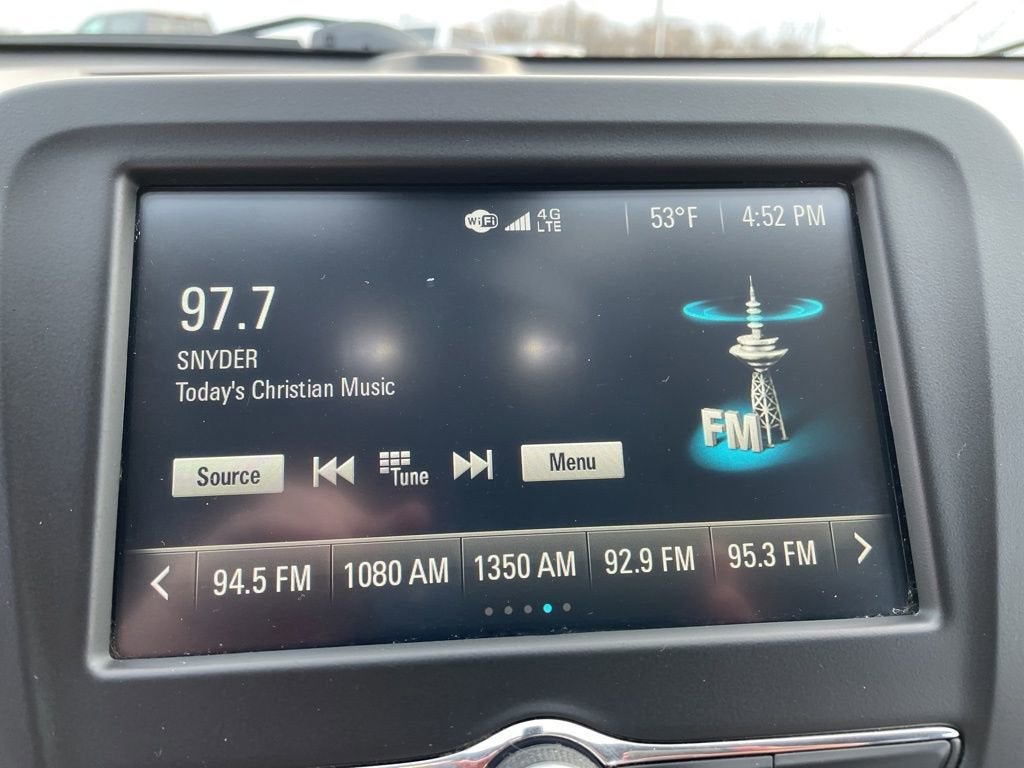 WiFi 4G LTE 53°F 4:52 PM
97.7
SNYDER
Today's Christian Music
FM
Source Tune Menu
94.5 FM 1080 AM 1350 AM 92.9 FM 95.3 FM